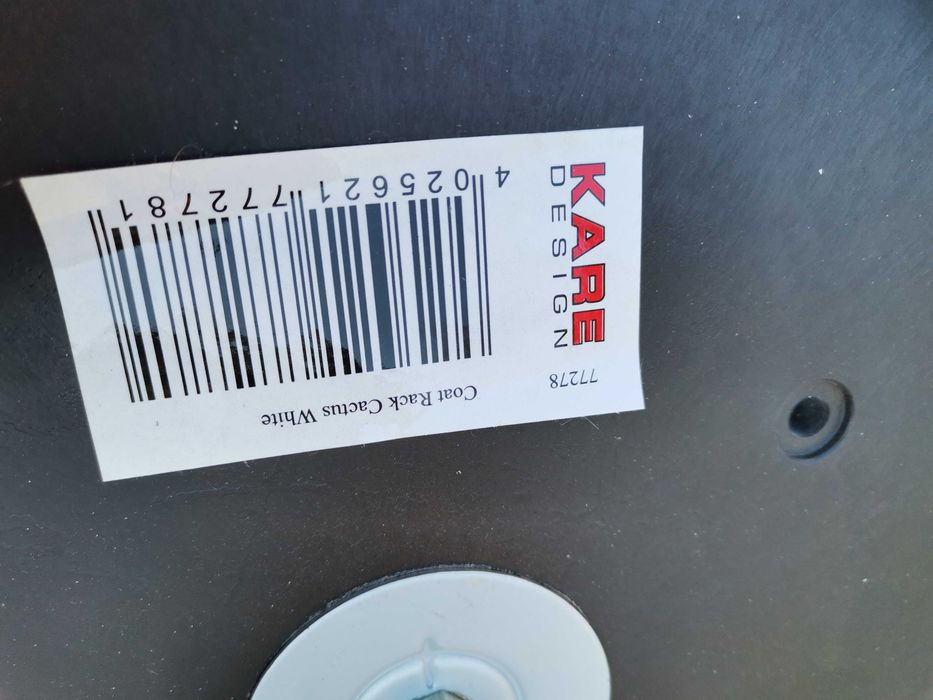 77278
Coat Rack Cactus White
KARE
DESIGN
4 025621 772781